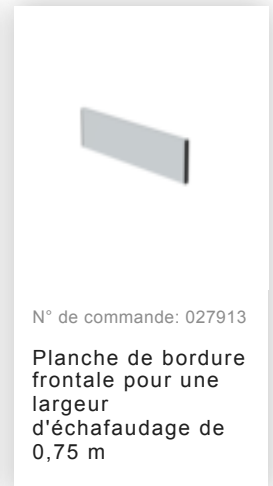 N° de commande: 027913
Planche de bordure
frontale pour une
largeur
d'échafaudage de
0,75 m